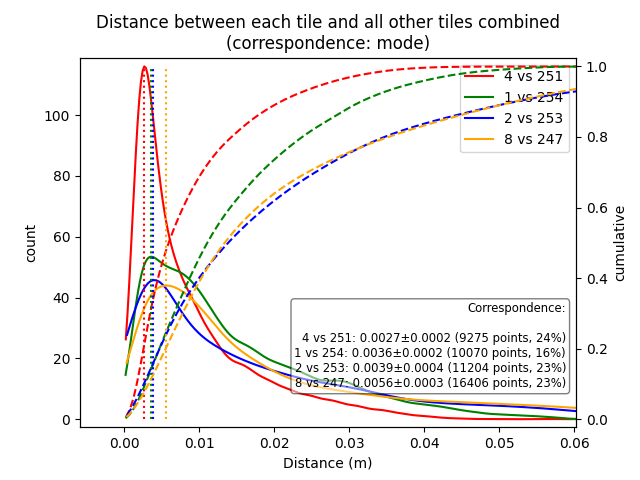 Distance between each tile and all other tiles combined
(correspondence: mode)
4 vs 251
1 vs 254
2 vs 253
8 vs 247
count
0
20
40
60
80
100
cumulative
0.0
0.2
0.4
0.6
0.8
1.0
Correspondence:
4 vs 251: 0.0027±0.0002 (9275 points, 24%)
1 vs 254: 0.0036±0.0002 (10070 points, 16%)
2 vs 253: 0.0039±0.0004 (11204 points, 23%)
8 vs 247: 0.0056±0.0003 (16406 points, 23%)
0.00 0.01 0.02 0.03 0.04 0.05 0.06
Distance (m)